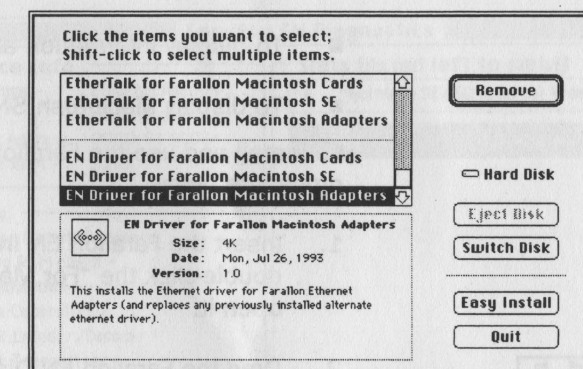 Click the items you want to select;
Shift-click to select multiple items.
EtherTalk for Farallon Macintosh Cards
EtherTalk for Farallon Macintosh SE
EtherTalk for Farallon Macintosh Adapters
EN Driver for Farallon Macintosh Cards
EN Driver for Farallon Macintosh SE
EN Driver for Farallon Macintosh Adapters
EN Driver for Farallon Macintosh Adapters
Size: 4K
Date: Mon, Jul 26, 1993
Version: 1.0
This installs the Ethernet driver for Farallon Ethernet
Adapters (and replaces any previously installed alternate
ethernet driver).
Remove
Hard Disk
Eject Disk
Switch Disk
Easy Install
Quit